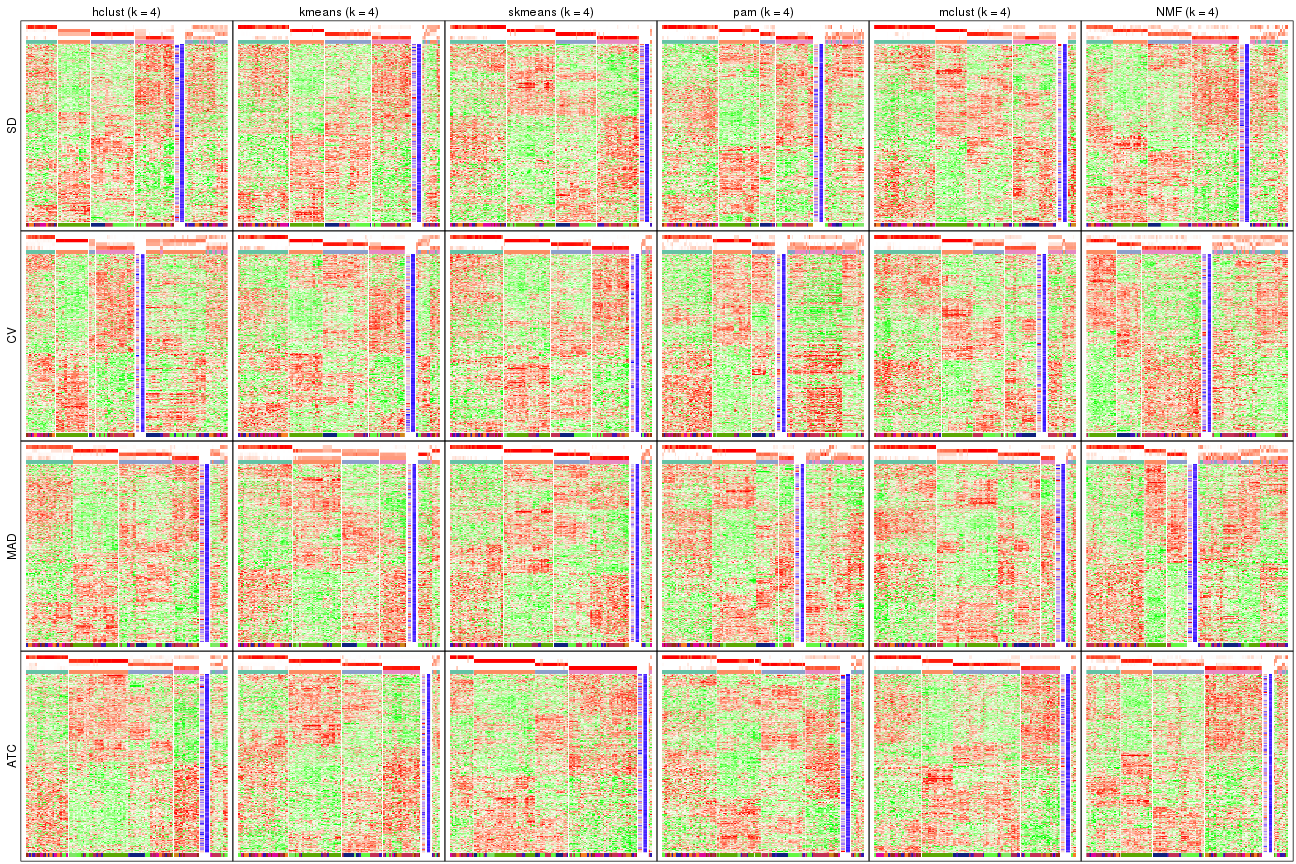 hclust (k = 4)
kmeans (k = 4)
skmeans (k = 4)
pam (k = 4)
mclust (k = 4)
NMF (k = 4)
SD
CV
MAD
ATC